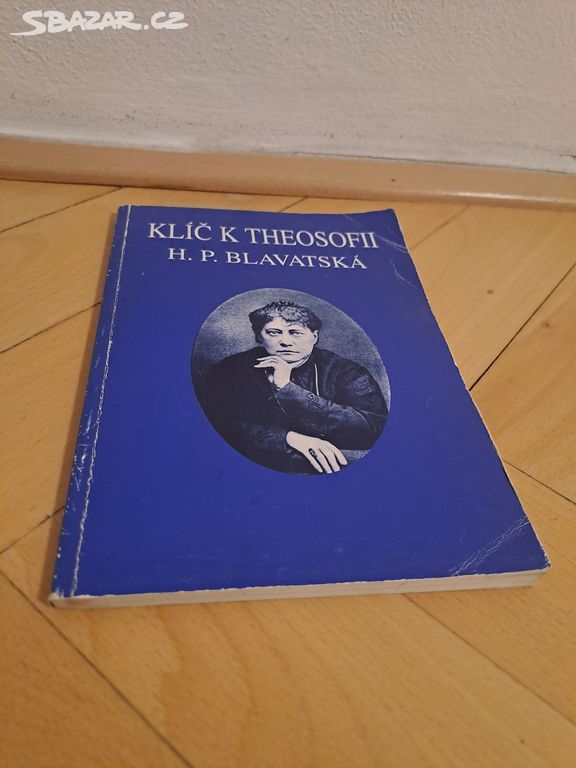 SBAZAR.CZ
KLÍČ K THEOSOFII
H. P. BLAVATSKÁ